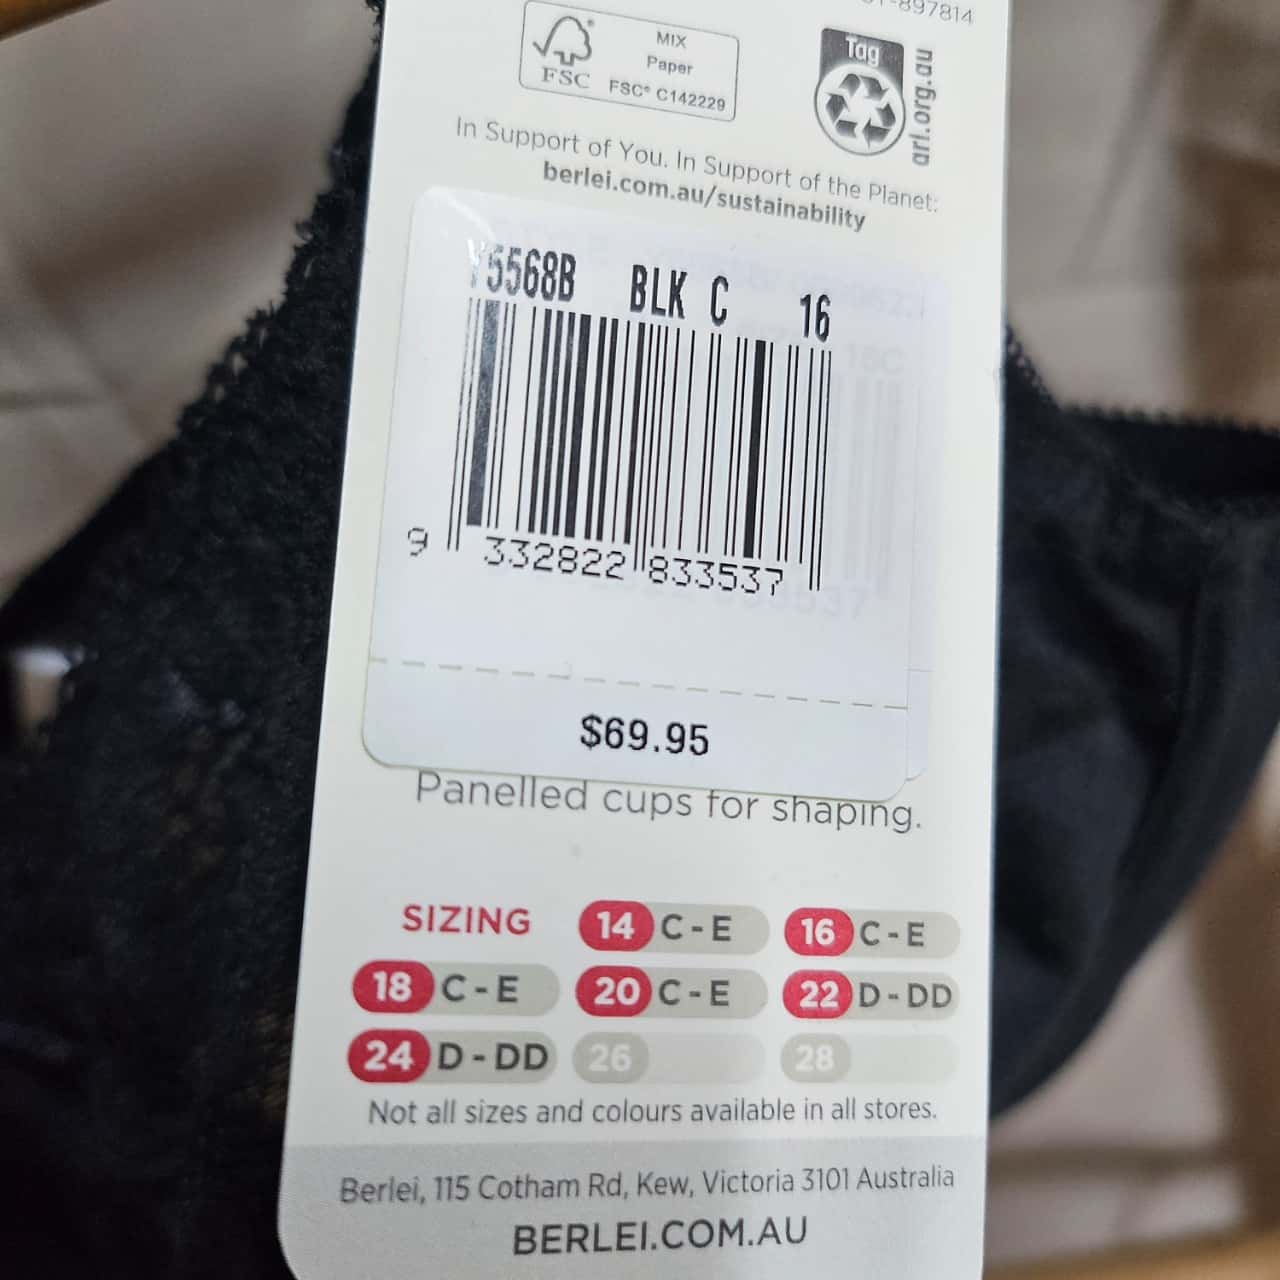 -897814
MIX
Paper
FSC
FSC® C142229
Tag
arl.org.au
In Support of You. In Support of the Planet:
berlei.com.au/sustainability
Y5568B BLK C 16
9 332822 833537
$69.95
Panelled cups for shaping.
SIZING 14 C - E 16 C - E
18 C - E 20 C - E 22 D - DD
24 D - DD 26 28
Not all sizes and colours available in all stores.
Berlei, 115 Cotham Rd, Kew, Victoria 3101 Australia
BERLEI.COM.AU